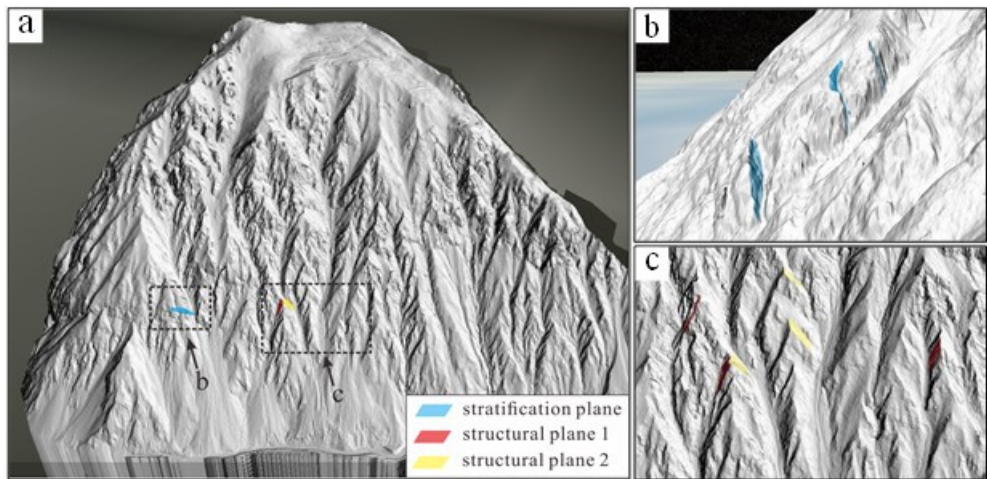 a
b
c
b
c
stratification plane
structural plane 1
structural plane 2